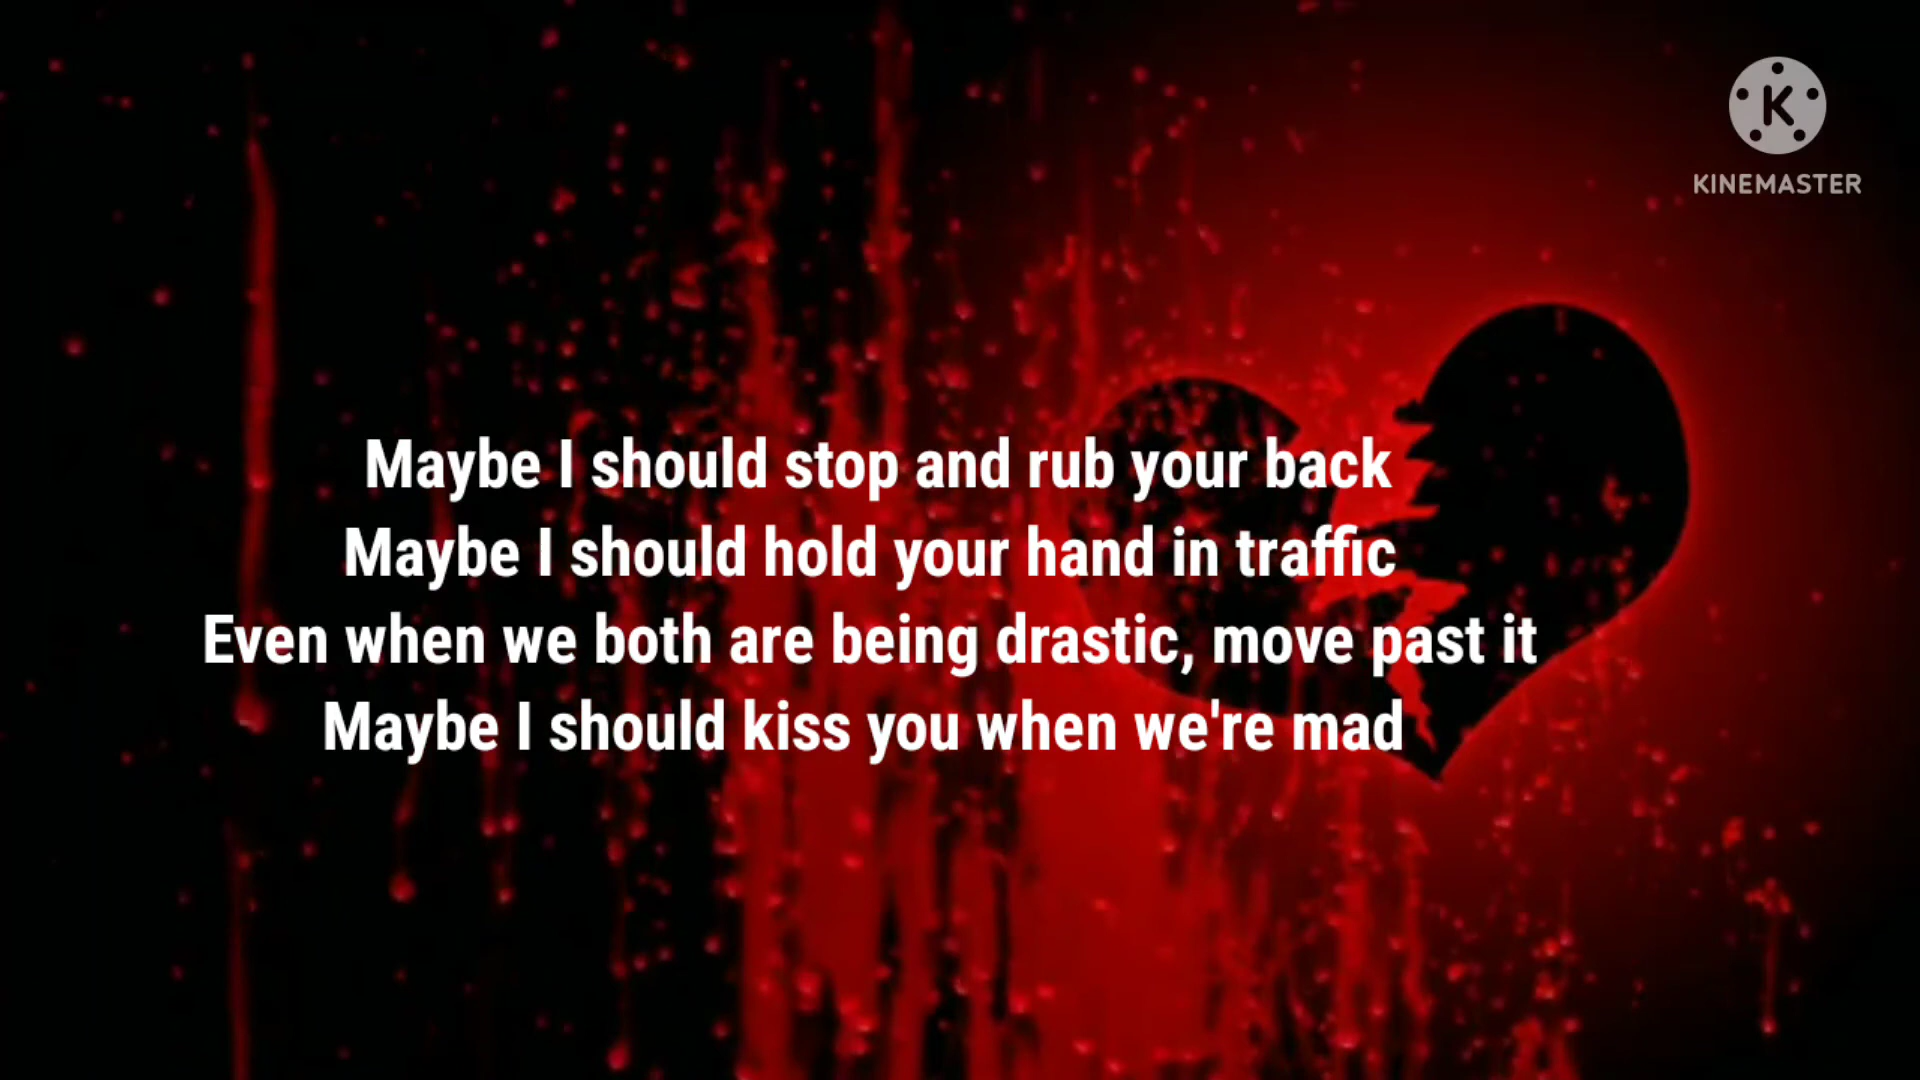 K
KINEMASTER
Maybe I should stop and rub your back
Maybe I should hold your hand in traffic
Even when we both are being drastic, move past it
Maybe I should kiss you when we're mad